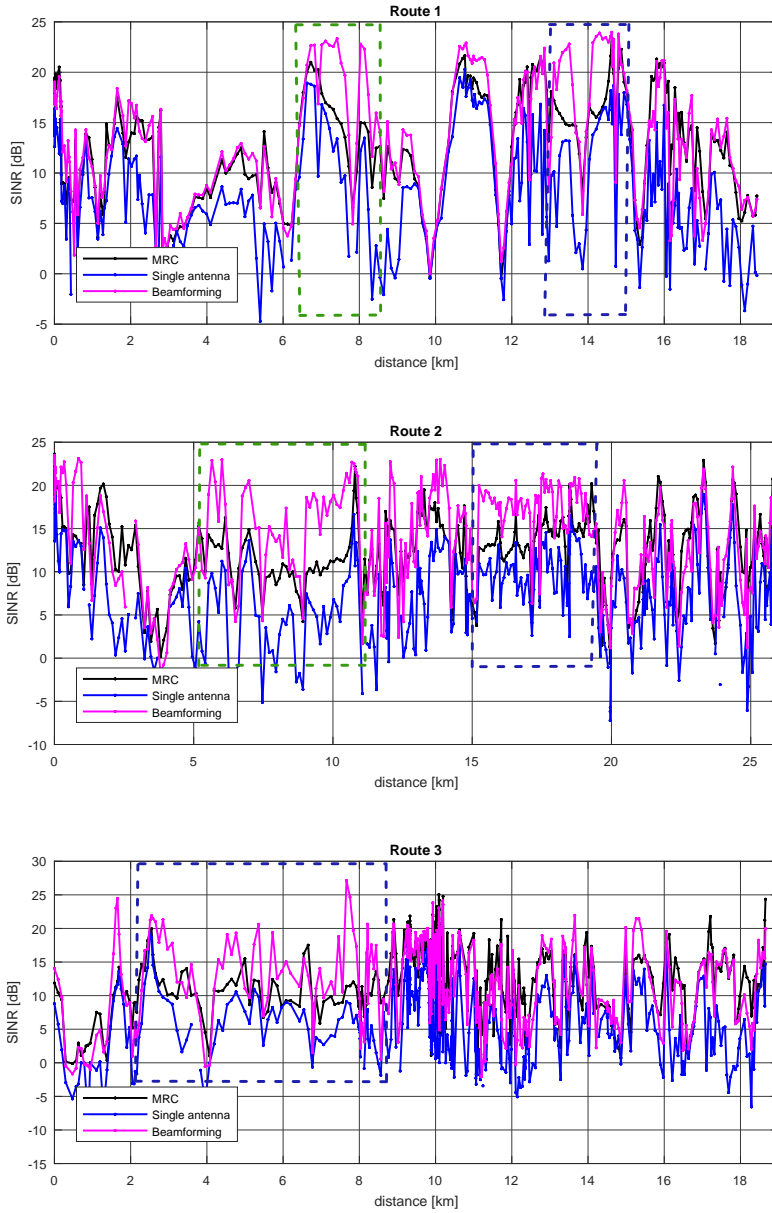 Route 1
25
20
15
10
5
0
-5
SINR [dB]
MRC
Single antenna
Beamforming
0 2 4 6 8 10 12 14 16 18
distance [km]
Route 2
25
20
15
10
5
0
-5
-10
SINR [dB]
MRC
Single antenna
Beamforming
0 5 10 15 20 25
distance [km]
Route 3
30
25
20
15
10
5
0
-5
-10
-15
SINR [dB]
MRC
Single antenna
Beamforming
0 2 4 6 8 10 12 14 16 18
distance [km]